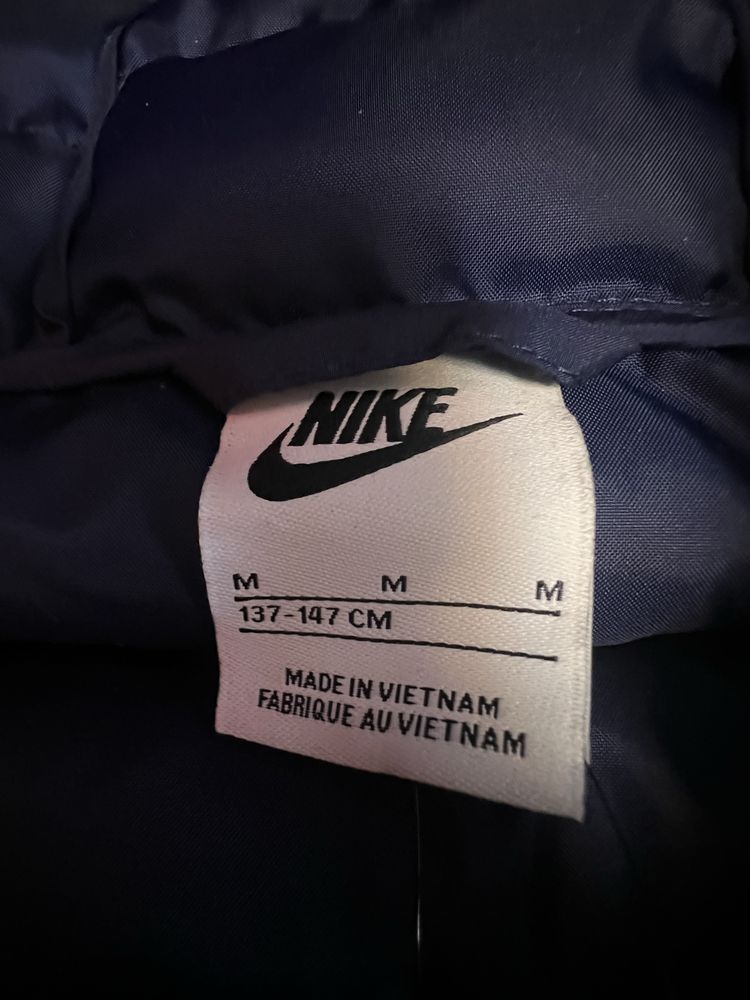 NIKE
M M M
137-147 CM
MADE IN VIETNAM
FABRIQUE AU VIETNAM